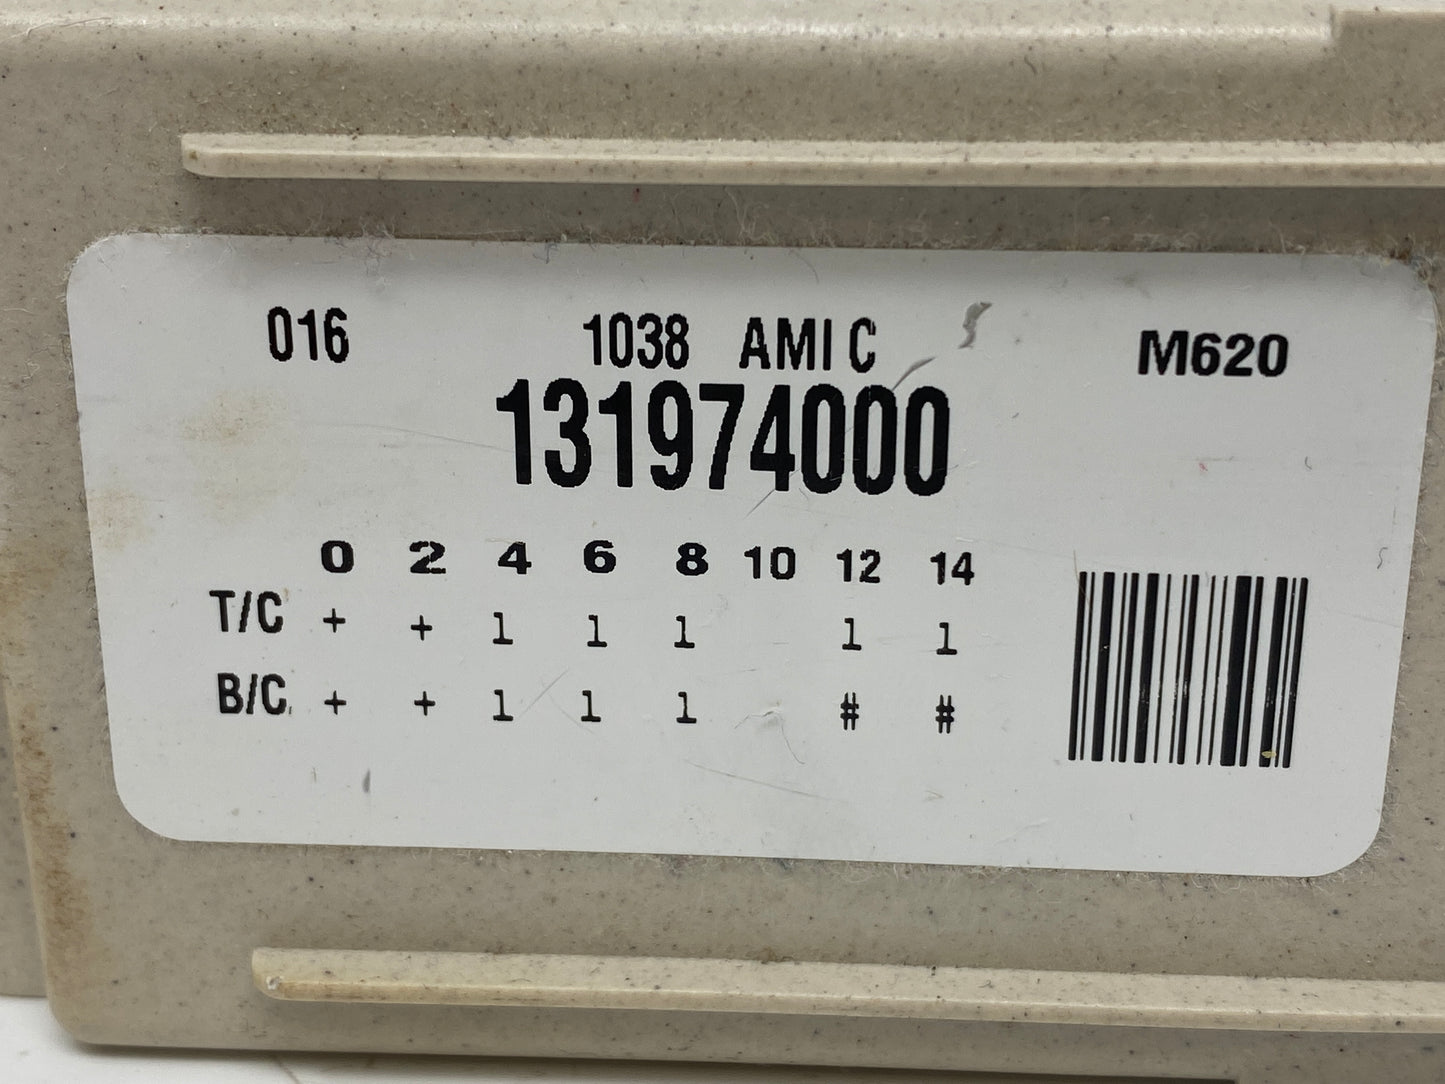 016 1038 AMI C M620
131974000
0 2 4 6 8 10 12 14
T/C + + 1 1 1 1 1
B/C + + 1 1 1 # #